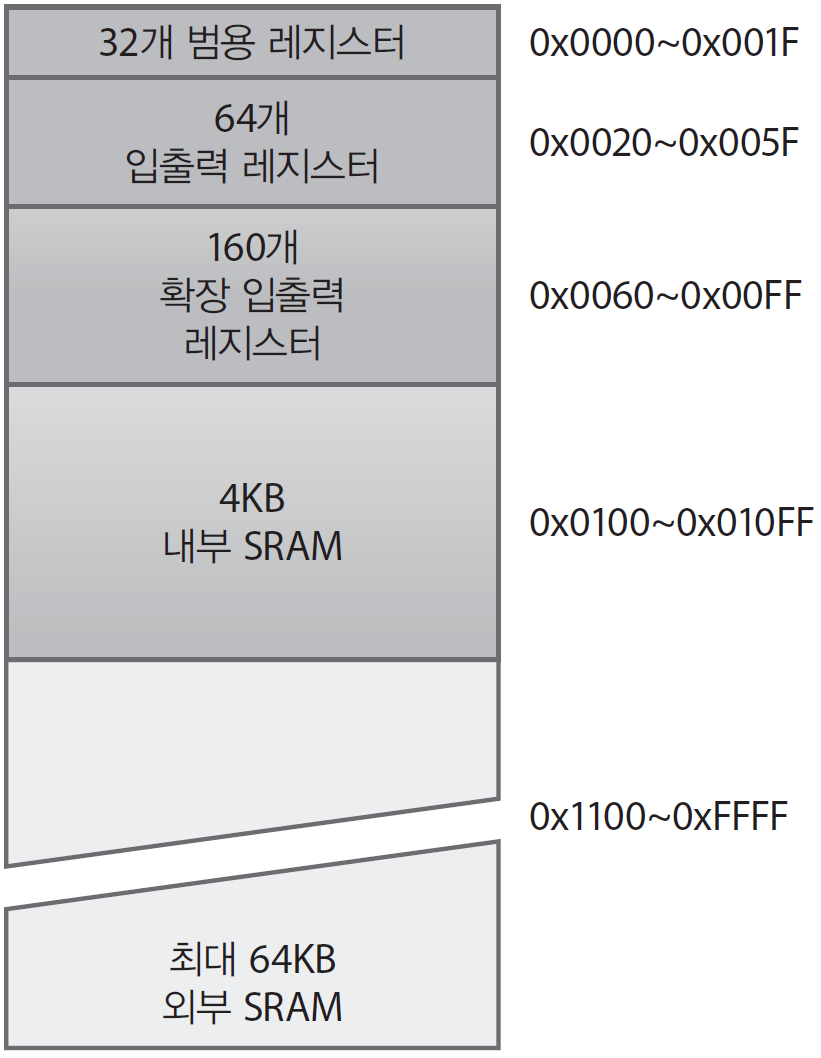 32개 범용 레지스터
0x0000~0x001F
64개
입출력 레지스터
0x0020~0x005F
160개
확장 입출력
레지스터
0x0060~0x00FF
4KB
내부 SRAM
0x0100~0x010FF
0x1100~0xFFFF
최대 64KB
외부 SRAM